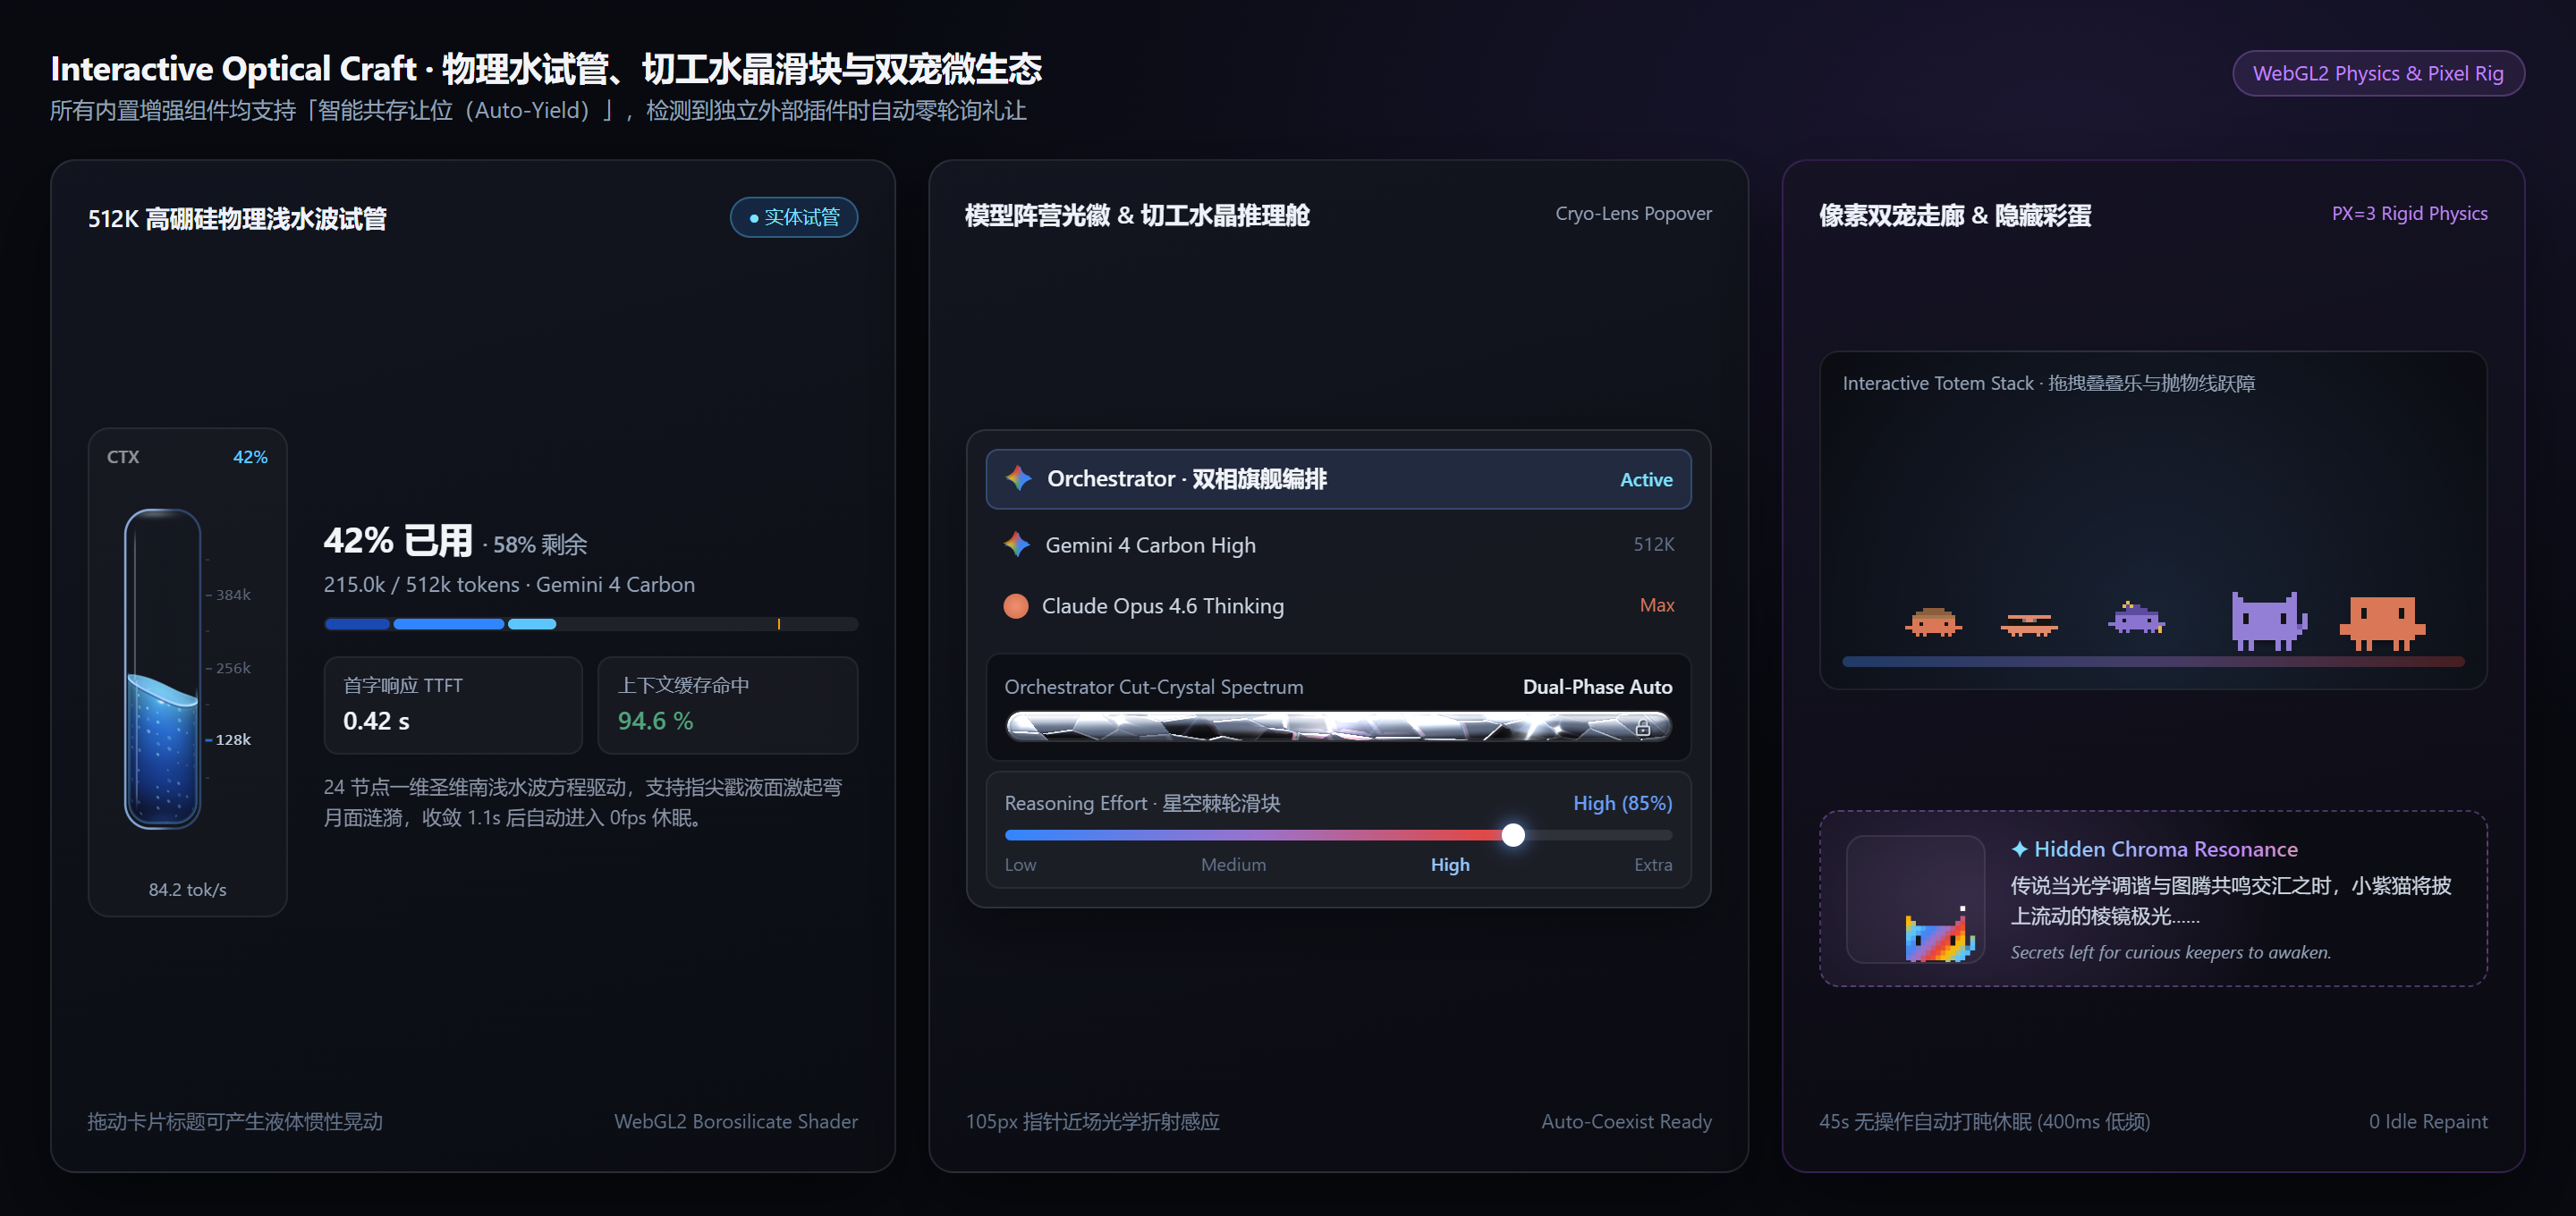 Interactive Optical Craft · 物理水试管、切工水晶滑块与双宠微生态
所有内置增强组件均支持「智能共存让位（Auto-Yield）」，检测到独立外部插件时自动零轮询礼让
WebGL2 Physics & Pixel Rig
512K 高硼硅物理浅水波试管
● 实体试管
CTX 42%
384k
256k
128k
84.2 tok/s
42% 已用 · 58% 剩余
215.0k / 512k tokens · Gemini 4 Carbon
首字响应 TTFT
0.42 s
上下文缓存命中
94.6 %
24 节点一维圣维南浅水波方程驱动，支持指尖戳液面激起弯
月面涟漪，收敛 1.1s 后自动进入 0fps 休眠。
拖动卡片标题可产生液体惯性晃动
WebGL2 Borosilicate Shader
模型阵营光徽 & 切工水晶推理舱
Cryo-Lens Popover
Orchestrator · 双相旗舰编排
Active
Gemini 4 Carbon High
512K
Claude Opus 4.6 Thinking
Max
Orchestrator Cut-Crystal Spectrum
Dual-Phase Auto
Reasoning Effort · 星空棘轮滑块
High (85%)
Low Medium High Extra
105px 指针近场光学折射感应
Auto-Coexist Ready
像素双宠走廊 & 隐藏彩蛋
PX=3 Rigid Physics
Interactive Totem Stack · 拖拽叠叠乐与抛物线跃障
✦ Hidden Chroma Resonance
传说当光学调谐与图腾共鸣交汇之时，小紫猫将披
上流动的棱镜极光……
Secrets left for curious keepers to awaken.
45s 无操作自动打盹休眠 (400ms 低频)
0 Idle Repaint